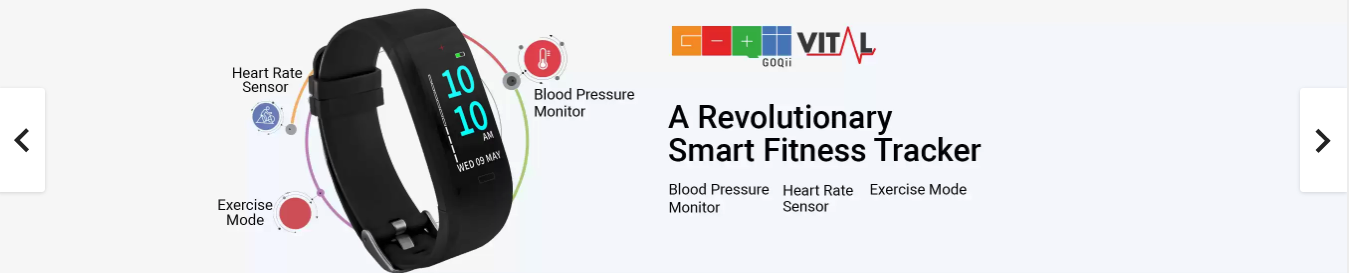 Heart Rate
Sensor
Exercise
Mode
10
10
AM
WED 09 MAY
Blood Pressure
Monitor
GOQii
VITAL
A Revolutionary
Smart Fitness Tracker
Blood Pressure
Monitor
Heart Rate
Sensor
Exercise Mode